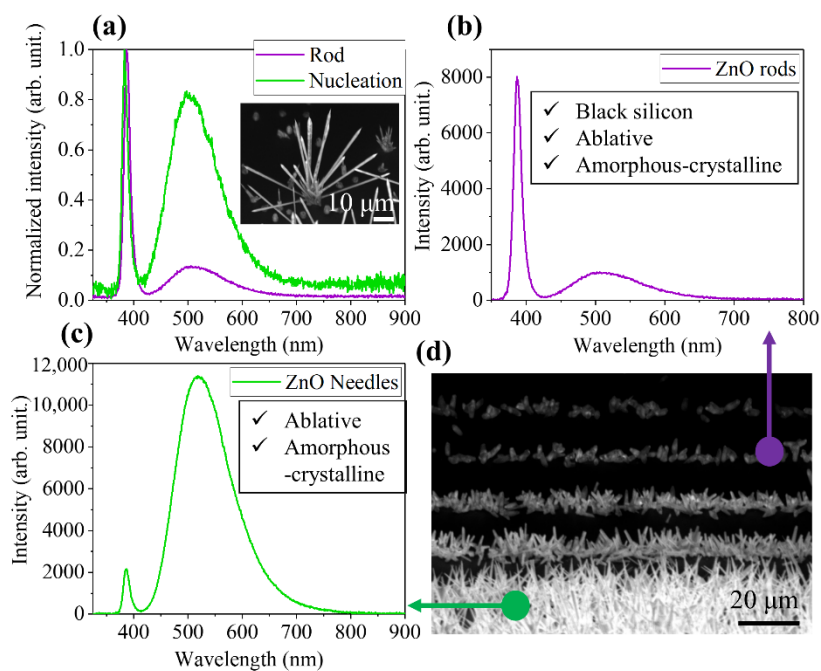 (a)
Normalized intensity (arb. unit.)
1.0
0.8
0.6
0.4
0.2
0.0
Rod
Nucleation
10 μm
400 500 600 700 800 900
Wavelength (nm)
(b)
Intensity (arb. unit.)
8000
6000
4000
2000
0
ZnO rods
✓ Black silicon
✓ Ablative
✓ Amorphous-crystalline
400 500 600 700 800
Wavelength (nm)
(c)
Intensity (arb. unit.)
12,000
10,000
8000
6000
4000
2000
0
ZnO Needles
✓ Ablative
✓ Amorphous
-crystalline
400 500 600 700 800 900
Wavelength (nm)
(d)
20 μm